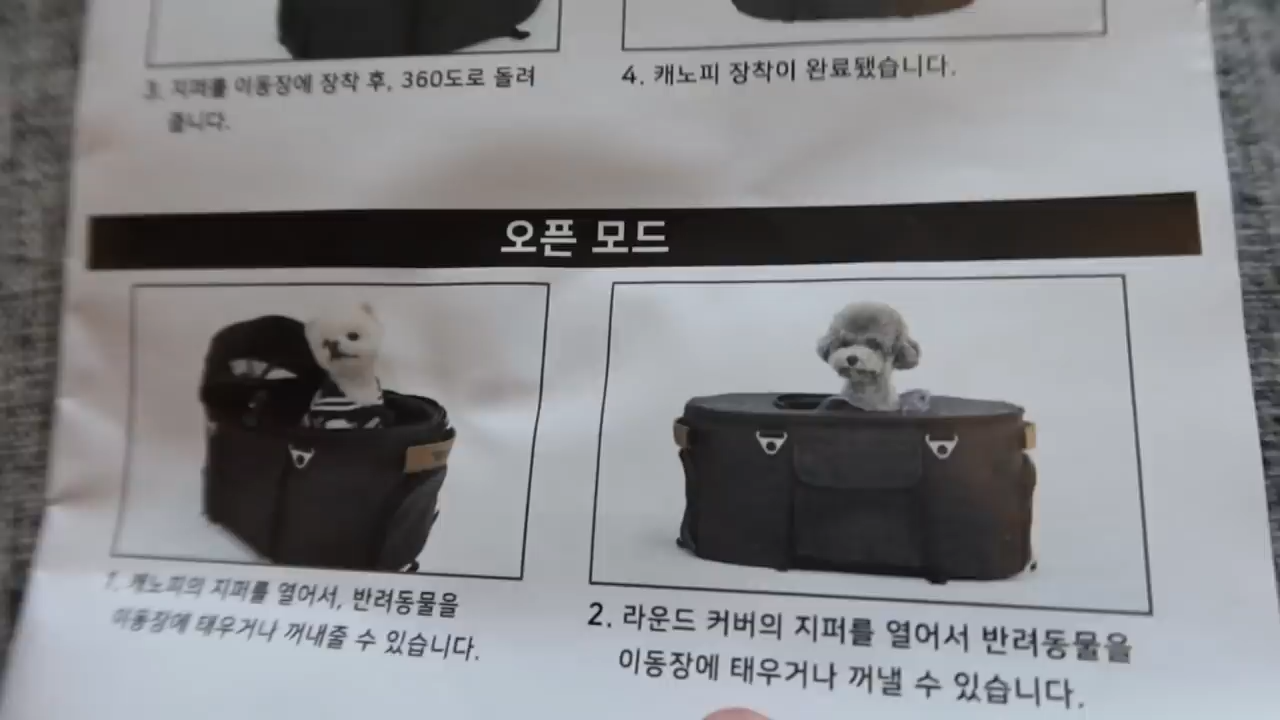 3. 지퍼를 이동장에 장착 후, 360도로 돌려
줍니다.
4. 캐노피 장착이 완료됐습니다.
오픈 모드
1. 캐노피의 지퍼를 열어서, 반려동물을
이동장에 태우거나 꺼내줄 수 있습니다.
2. 라운드 커버의 지퍼를 열어서 반려동물을
이동장에 태우거나 꺼낼 수 있습니다.